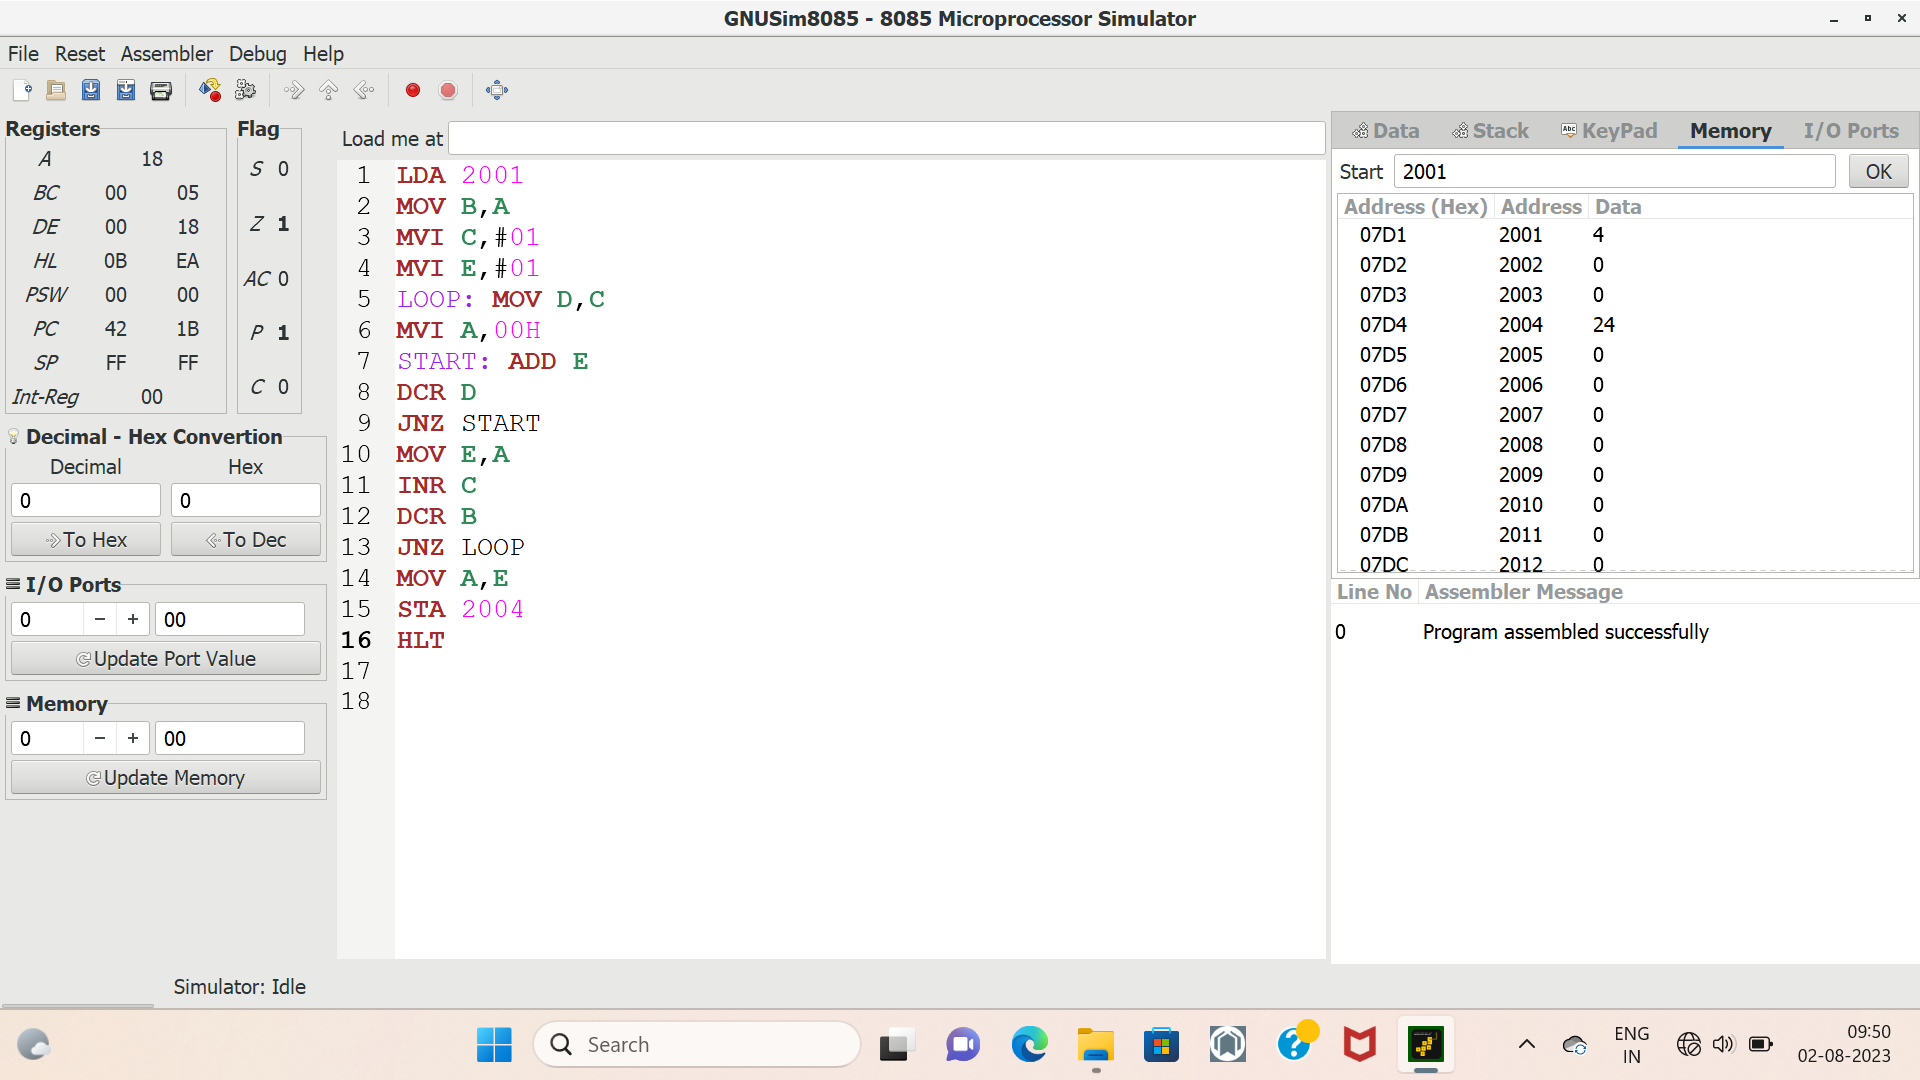 GNUSim8085 - 8085 Microprocessor Simulator
File Reset Assembler Debug Help
Registers
A 18
BC 00 05
DE 00 18
HL 0B EA
PSW 00 00
PC 42 1B
SP FF FF
Int-Reg 00
Flag
S 0
Z 1
AC 0
P 1
C 0
Decimal - Hex Convertion
Decimal Hex
0 0
To Hex To Dec
I/O Ports
0 - + 00
Update Port Value
Memory
0 - + 00
Update Memory
Simulator: Idle
Load me at
1 LDA 2001
2 MOV B,A
3 MVI C,#01
4 MVI E,#01
5 LOOP: MOV D,C
6 MVI A,00H
7 START: ADD E
8 DCR D
9 JNZ START
10 MOV E,A
11 INR C
12 DCR B
13 JNZ LOOP
14 MOV A,E
15 STA 2004
16 HLT
17
18
Data Stack KeyPad Memory I/O Ports
Start 2001 OK
Address (Hex) Address Data
07D1 2001 4
07D2 2002 0
07D3 2003 0
07D4 2004 24
07D5 2005 0
07D6 2006 0
07D7 2007 0
07D8 2008 0
07D9 2009 0
07DA 2010 0
07DB 2011 0
07DC 2012 0
Line No Assembler Message
0 Program assembled successfully
Search
ENG
IN
09:50
02-08-2023